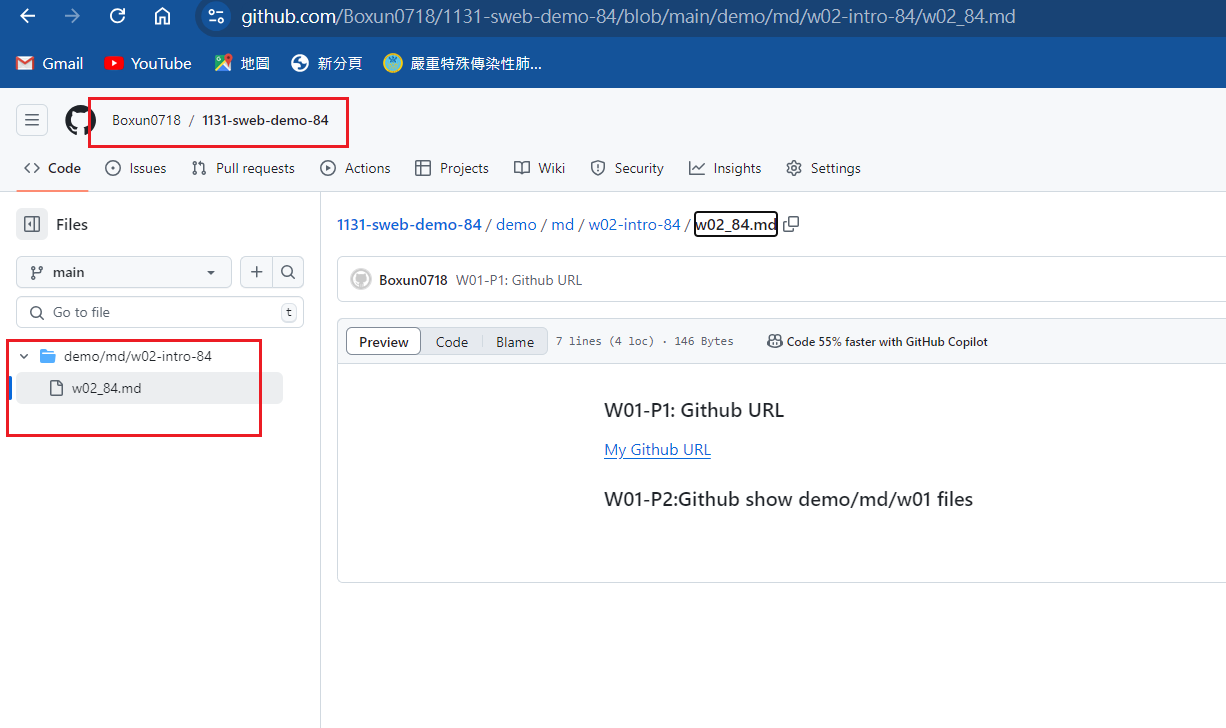 github.com/Boxun0718/1131-sweb-demo-84/blob/main/demo/md/w02-intro-84/w02_84.md
Gmail YouTube 地圖 新分頁 嚴重特殊傳染性肺...
Boxun0718 / 1131-sweb-demo-84
Code Issues Pull requests Actions Projects Wiki Security Insights Settings
Files
main
Go to file t
demo/md/w02-intro-84
w02_84.md
1131-sweb-demo-84 / demo / md / w02-intro-84 / w02_84.md
Boxun0718 W01-P1: Github URL
Preview Code Blame 7 lines (4 loc) · 146 Bytes Code 55% faster with GitHub Copilot
W01-P1: Github URL
My Github URL
W01-P2:Github show demo/md/w01 files